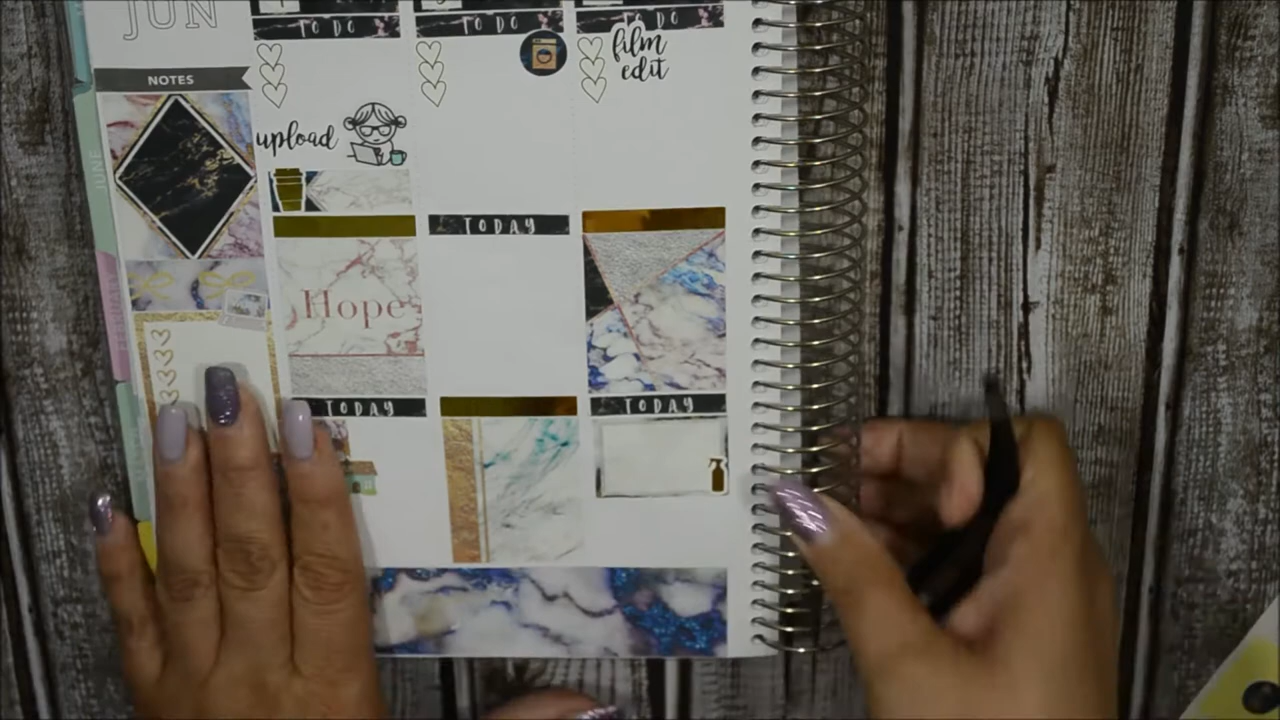 JUN
TO DO
TO DO
TO DO
NOTES
film
edit
upload
JUNE
TODAY
Hope
TODAY
TODAY